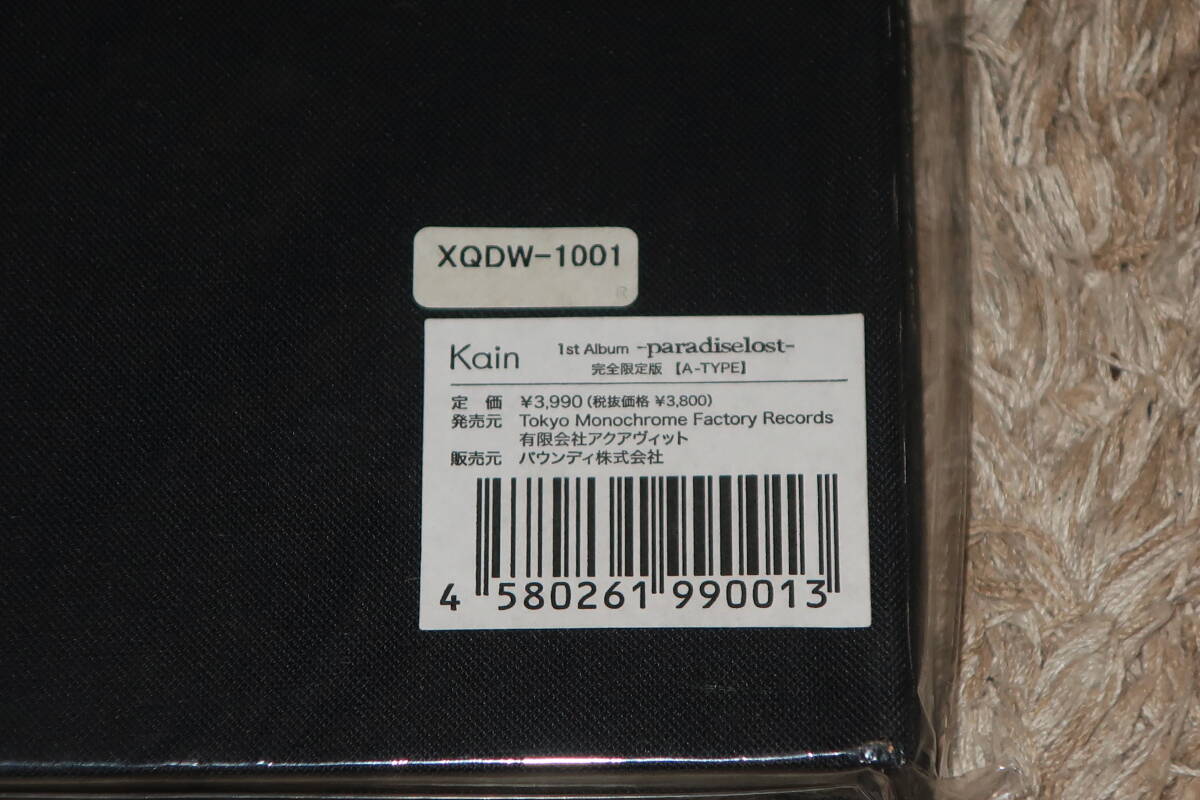 XQDW-1001
R
Kain 1st Album -paradiselost-
完全限定版 【A-TYPE】
定 価 ¥3,990 (税抜価格 ¥3,800)
発売元 Tokyo Monochrome Factory Records
有限会社アクアヴィット
販売元 バウンディ株式会社
4 580261 990013